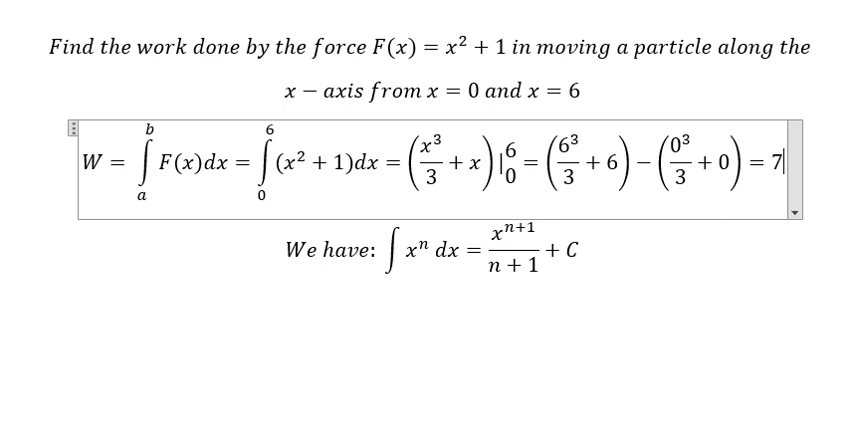 Find the work done by the force F(x) = x² + 1 in moving a particle along the
x − axis from x = 0 and x = 6
W = ∫ₐᵇ F(x)dx = ∫₀⁶ (x² + 1)dx = (x³/3 + x)|₀⁶ = (6³/3 + 6) − (0³/3 + 0) = 7
We have: ∫ xⁿ dx = xⁿ⁺¹/(n + 1) + C